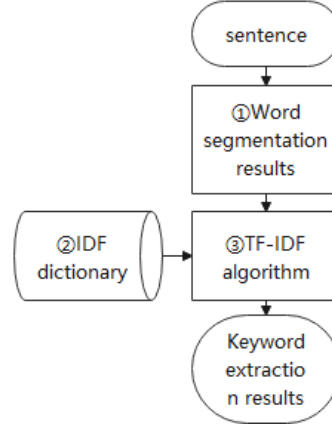 sentence
①Word
segmentation
results
②IDF
dictionary
③TF-IDF
algorithm
Keyword
extractio
n results